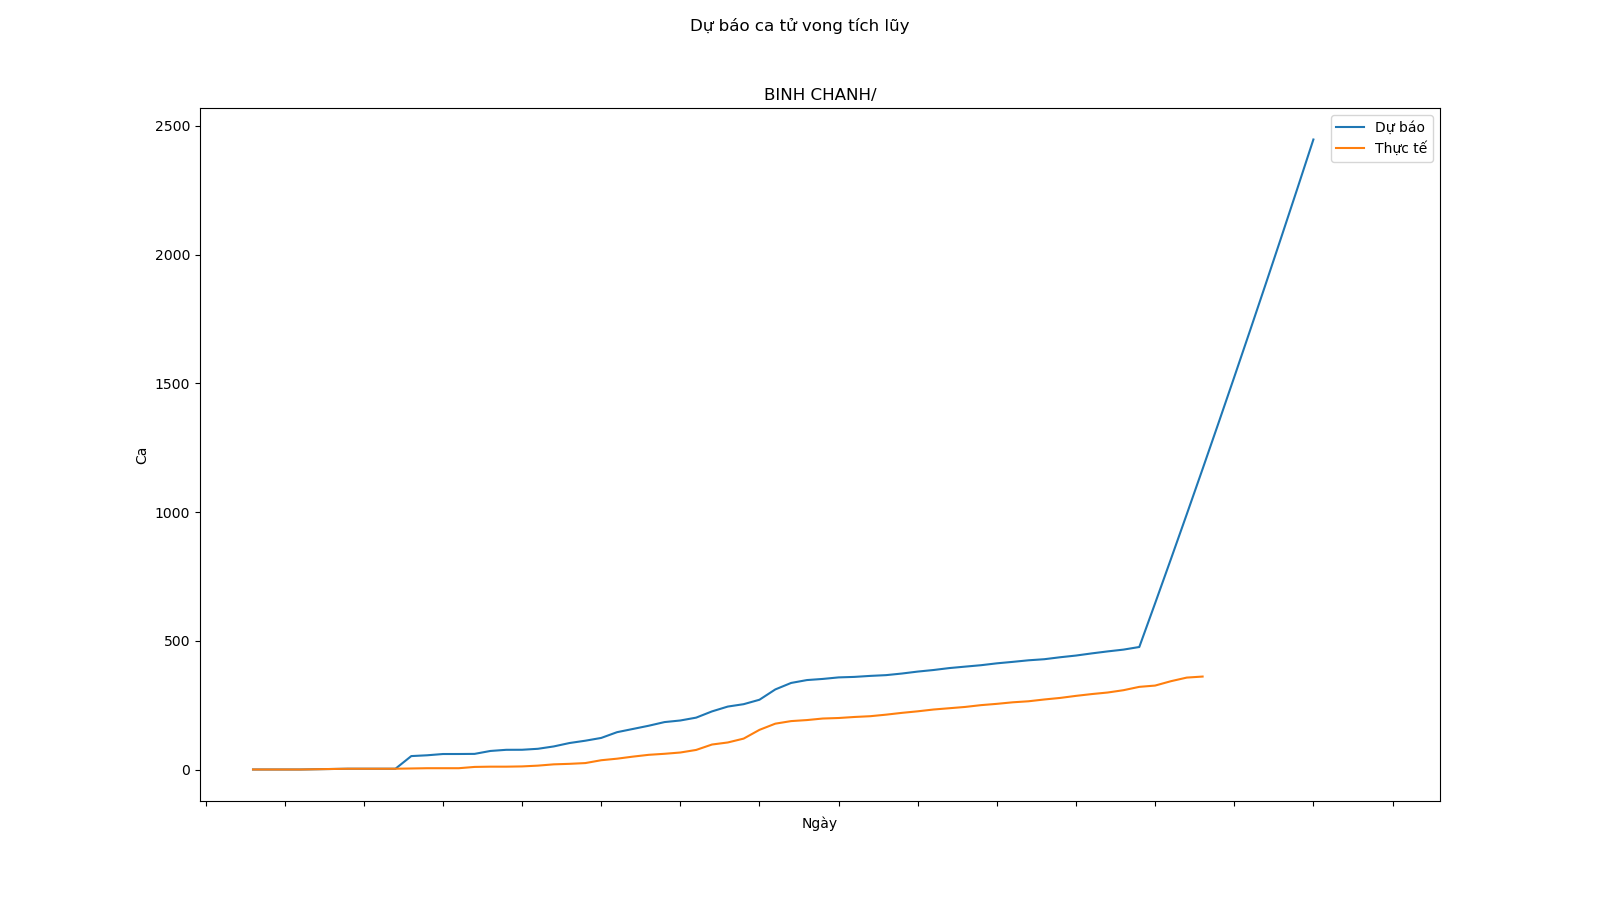 Dự báo ca tử vong tích lũy
BINH CHANH/
2500
2000
1500
1000
500
0
Ca
Ngày
Dự báo
Thực tế